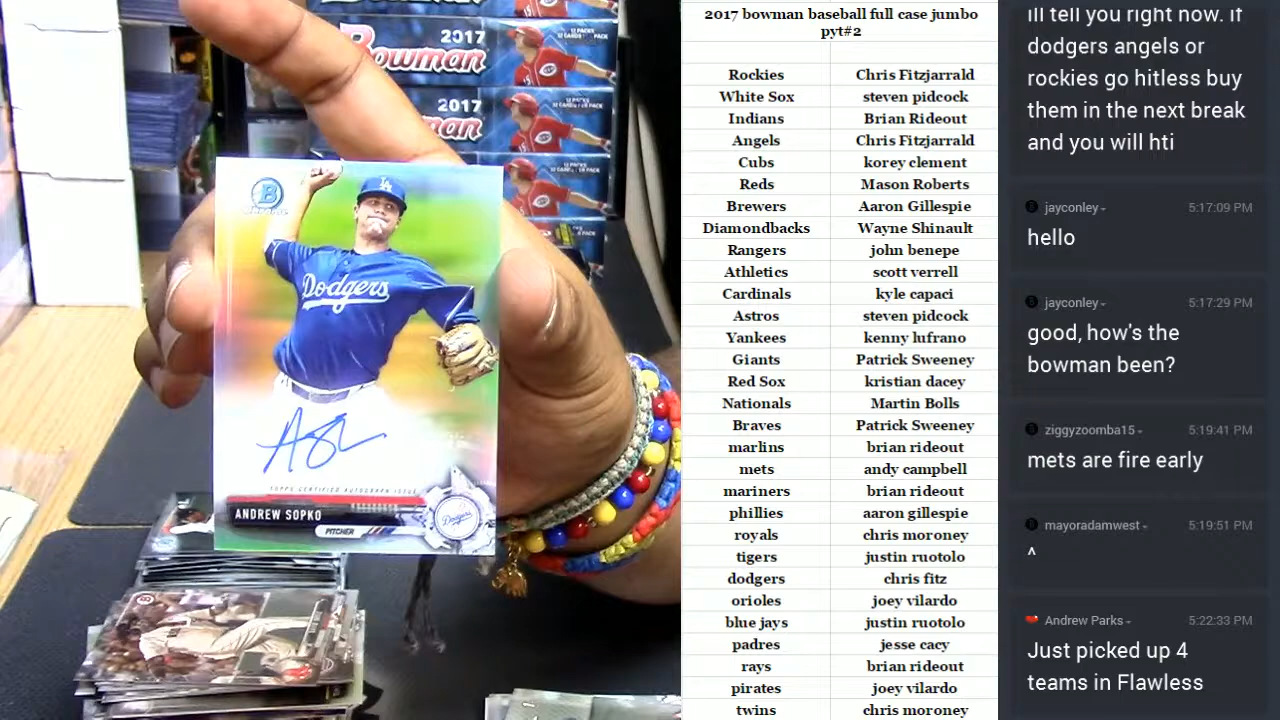 2017
Bowman
2017
Bowman
12 PACKS
B
LA
Dodgers
TOPPS CERTIFIED AUTOGRAPH ISSUE
ANDREW SOPKO
PITCHER
Dodgers
2017 bowman baseball full case jumbo
pyt#2
Rockies Chris Fitzjarrald
White Sox steven pidcock
Indians Brian Rideout
Angels Chris Fitzjarrald
Cubs korey clement
Reds Mason Roberts
Brewers Aaron Gillespie
Diamondbacks Wayne Shinault
Rangers john benepe
Athletics scott verrell
Cardinals kyle capaci
Astros steven pidcock
Yankees kenny lufrano
Giants Patrick Sweeney
Red Sox kristian dacey
Nationals Martin Bolls
Braves Patrick Sweeney
marlins brian rideout
mets andy campbell
mariners brian rideout
phillies aaron gillespie
royals chris moroney
tigers justin ruotolo
dodgers chris fitz
orioles joey vilardo
blue jays justin ruotolo
padres jesse cacy
rays brian rideout
pirates joey vilardo
twins chris moroney
ill tell you right now. if
dodgers angels or
rockies go hitless buy
them in the next break
and you will hti
jayconley 5:17:09 PM
hello
jayconley 5:17:29 PM
good, how's the
bowman been?
ziggyzoomba15 5:19:41 PM
mets are fire early
mayoradamwest 5:19:51 PM
^
Andrew Parks 5:22:33 PM
Just picked up 4
teams in Flawless